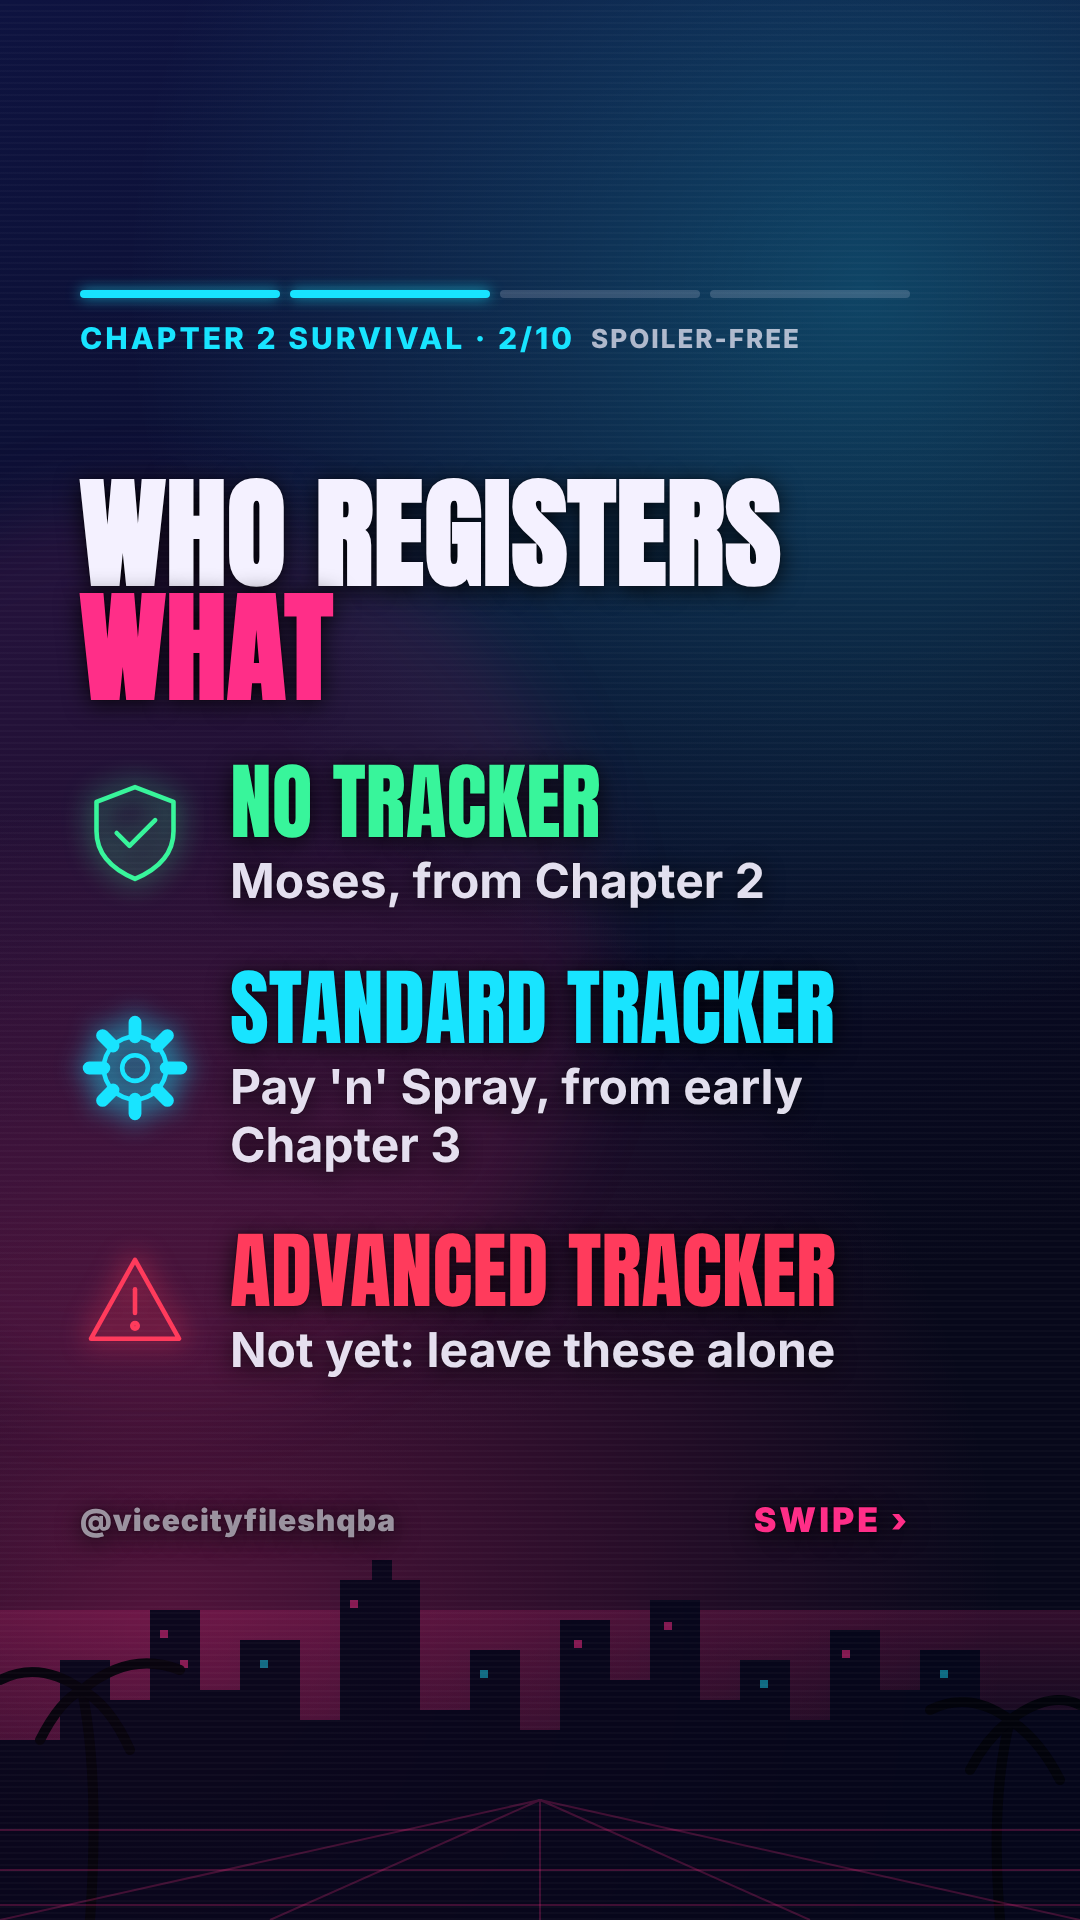 CHAPTER 2 SURVIVAL · 2/10 SPOILER-FREE
WHO REGISTERS
WHAT
NO TRACKER
Moses, from Chapter 2
STANDARD TRACKER
Pay 'n' Spray, from early
Chapter 3
ADVANCED TRACKER
Not yet: leave these alone
@vicecityfileshqba
SWIPE ›